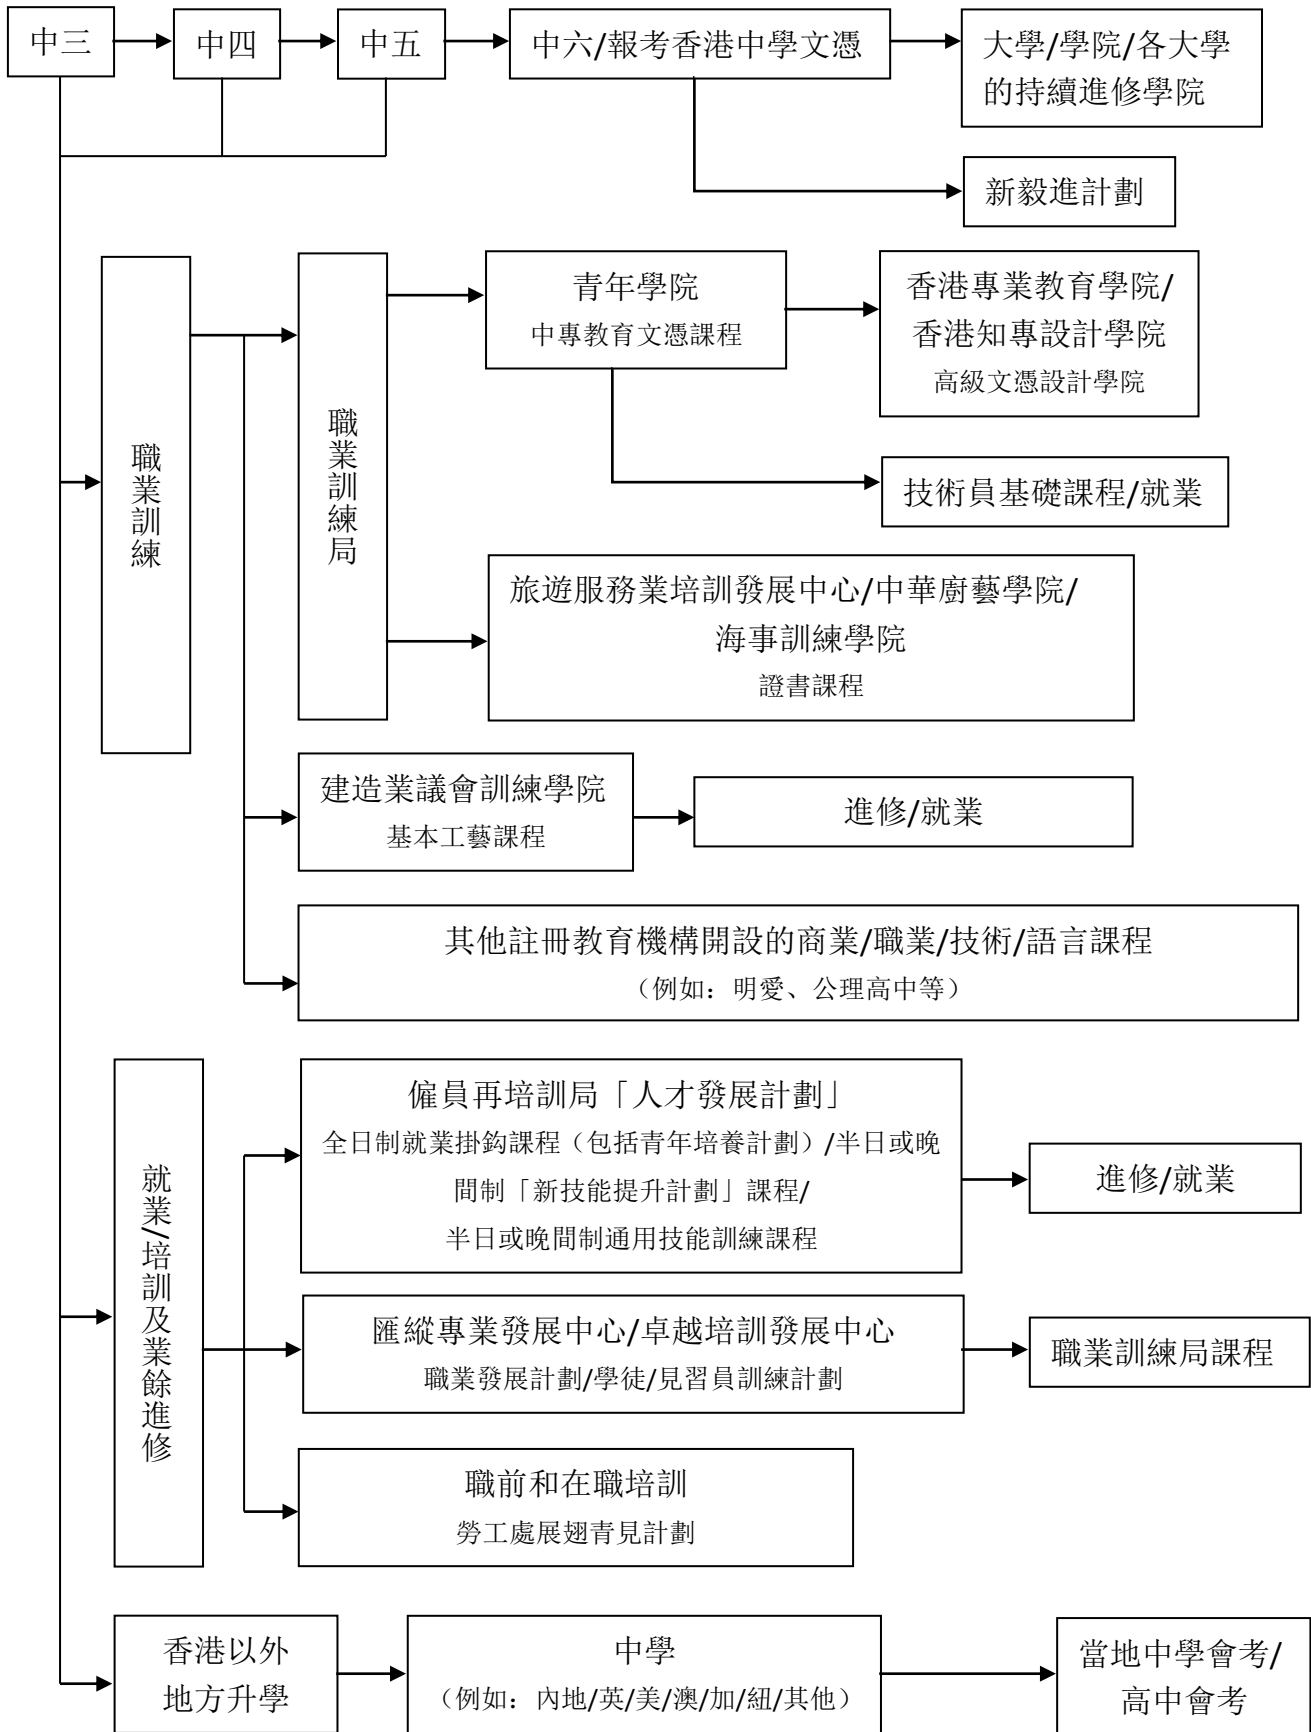 中三
中四
中五
中六/報考香港中學文憑
大學/學院/各大學
的持續進修學院
新毅進計劃
職業訓練
職業訓練局
青年學院
中專教育文憑課程
香港專業教育學院/
香港知專設計學院
高級文憑設計學院
技術員基礎課程/就業
旅遊服務業培訓發展中心/中華廚藝學院/
海事訓練學院
證書課程
建造業議會訓練學院
基本工藝課程
進修/就業
其他註冊教育機構開設的商業/職業/技術/語言課程
（例如：明愛、公理高中等）
就業/培訓及業餘進修
僱員再培訓局「人才發展計劃」
全日制就業掛鈎課程（包括青年培養計劃）/半日或晚
間制「新技能提升計劃」課程/
半日或晚間制通用技能訓練課程
進修/就業
匯縱專業發展中心/卓越培訓發展中心
職業發展計劃/學徒/見習員訓練計劃
職業訓練局課程
職前和在職培訓
勞工處展翅青見計劃
香港以外
地方升學
中學
（例如：內地/英/美/澳/加/紐/其他）
當地中學會考/
高中會考